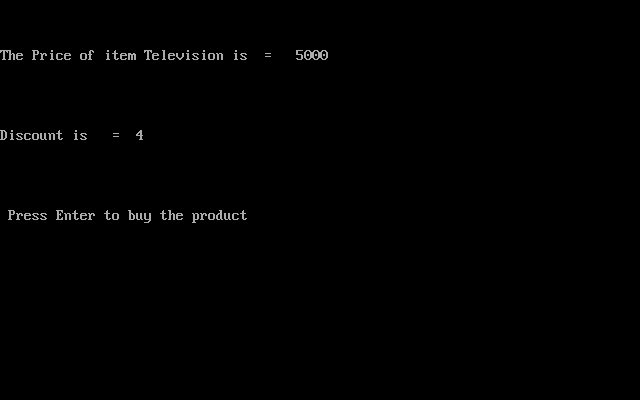 The Price of item Television is  =   5000
Discount is   =  4
Press Enter to buy the product